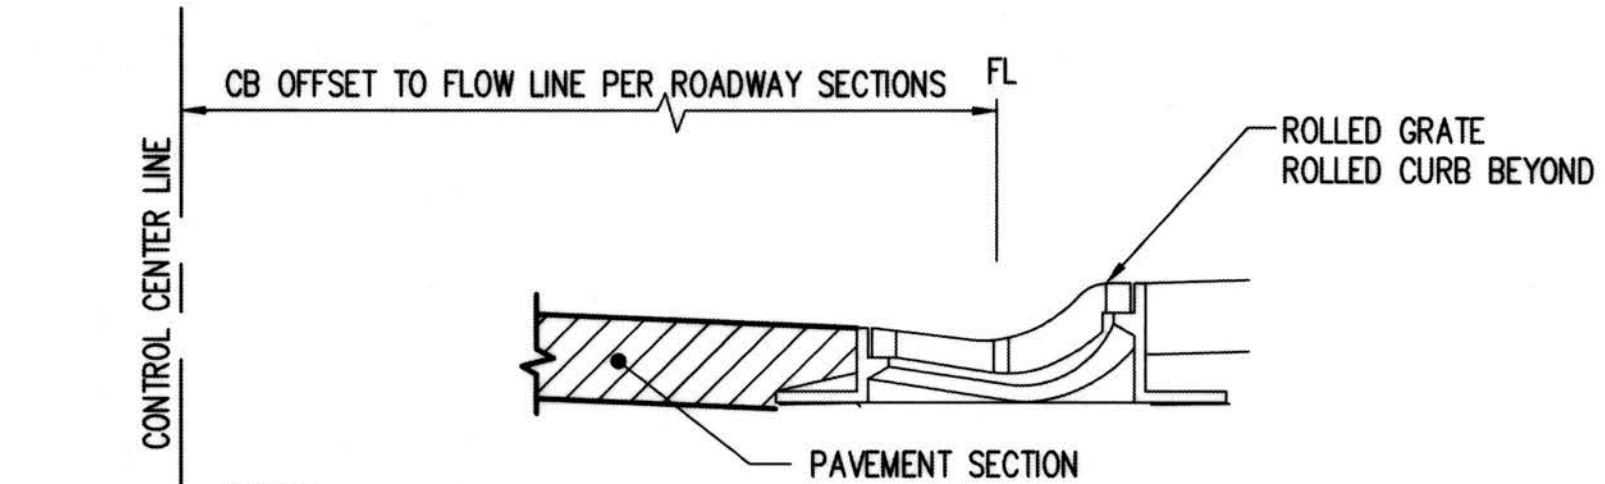 CB OFFSET TO FLOW LINE PER ROADWAY SECTIONS
FL
ROLLED GRATE
ROLLED CURB BEYOND
CONTROL CENTER LINE
PAVEMENT SECTION